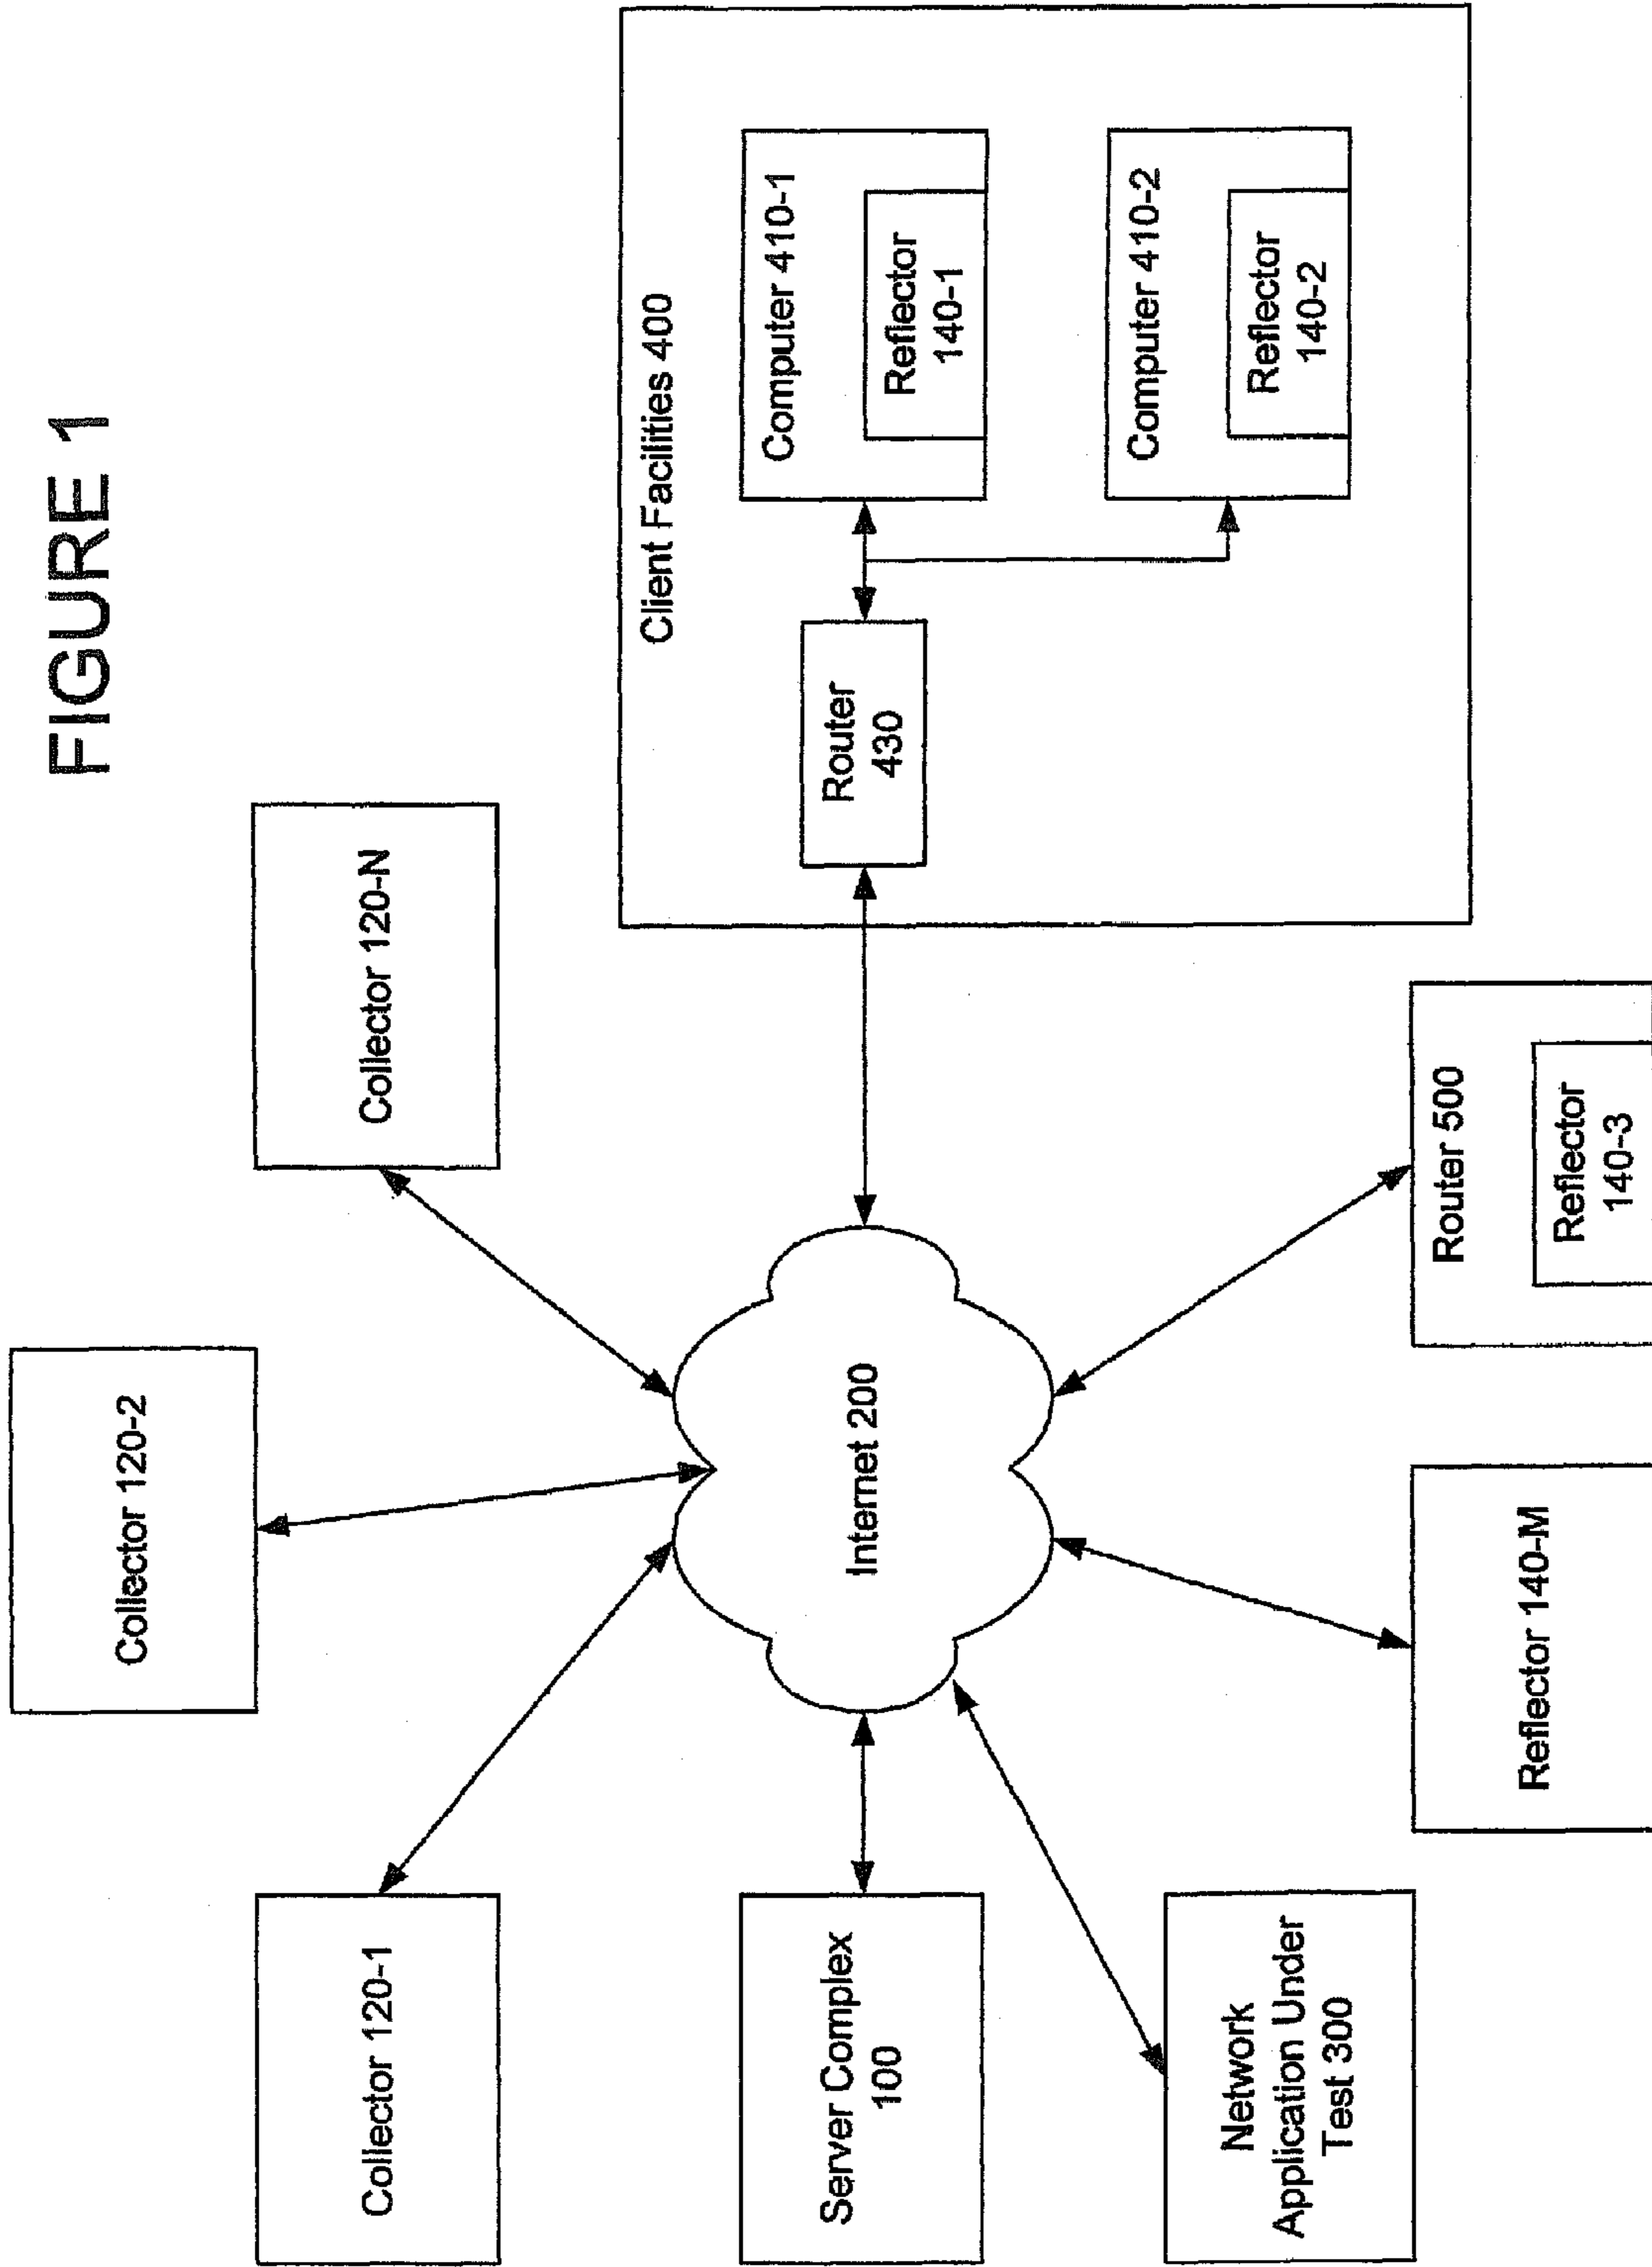 FIGURE 1
Collector 120-2
Collector 120-1
Collector 120-N
Server Complex
100
Internet 200
Client Facilities 400
Router
430
Computer 410-1
Reflector
140-1
Computer 410-2
Reflector
140-2
Network
Application Under
Test 300
Reflector 140-M
Router 500
Reflector
140-3